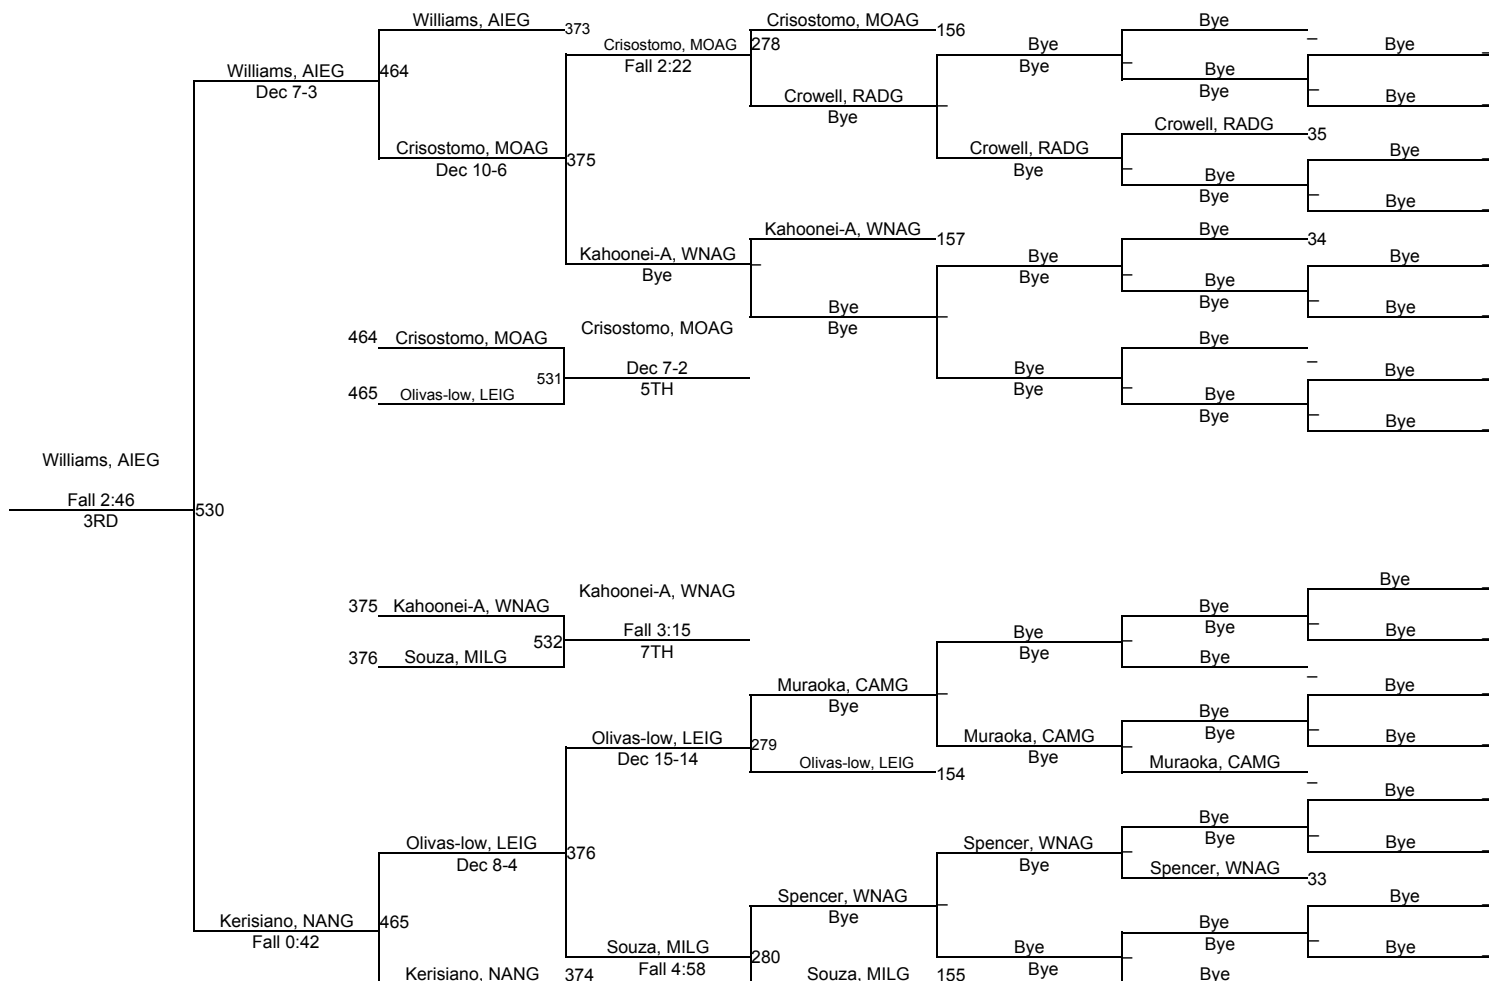 Williams, AIEG
373
Crisostomo, MOAG
156
Bye
Crisostomo, MOAG
278
Fall 2:22
Bye
Bye
Bye
Williams, AIEG
464
Dec 7-3
Crowell, RADG
Bye
Bye
Bye
Bye
Crowell, RADG
35
Crisostomo, MOAG
375
Dec 10-6
Crowell, RADG
Bye
Bye
Bye
Bye
Bye
Kahoonei-A, WNAG
157
Bye
34
Kahoonei-A, WNAG
Bye
Bye
Bye
Bye
Bye
Bye
Bye
Bye
Bye
Bye
464
Crisostomo, MOAG
Crisostomo, MOAG
531
Dec 7-2
5TH
465
Olivas-low, LEIG
Bye
Bye
Bye
Bye
Bye
Bye
Bye
Williams, AIEG
Fall 2:46
3RD
530
375
Kahoonei-A, WNAG
Kahoonei-A, WNAG
532
Fall 3:15
7TH
376
Souza, MILG
Bye
Bye
Bye
Bye
Bye
Bye
Bye
Muraoka, CAMG
Bye
Bye
Bye
Bye
Olivas-low, LEIG
279
Dec 15-14
Muraoka, CAMG
Bye
Bye
Olivas-low, LEIG
154
Muraoka, CAMG
Bye
Bye
Bye
Olivas-low, LEIG
376
Dec 8-4
Spencer, WNAG
Bye
Bye
Spencer, WNAG
33
Spencer, WNAG
Bye
Bye
Kerisiano, NANG
465
Fall 0:42
Bye
Bye
Souza, MILG
280
Fall 4:58
Bye
Bye
Bye
Kerisiano, NANG
374
Souza, MILG
155
Bye